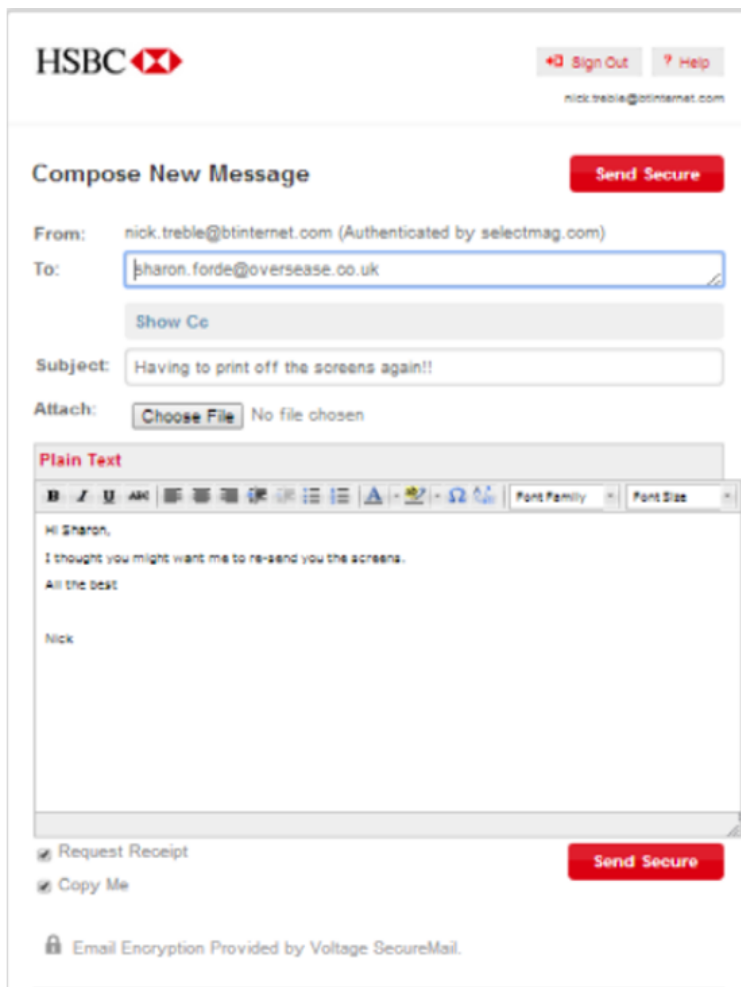 HSBC
Sign Out ? Help
nick.treble@btinternet.com
Compose New Message Send Secure
From: nick.treble@btinternet.com (Authenticated by selectmag.com)
To: sharon.forde@oversease.co.uk
Show Cc
Subject: Having to print off the screens again!!
Attach: Choose File No file chosen
Plain Text
B I U ABC A ab Ω Font Family Font Size
Hi Sharon,
I thought you might want me to re-send you the screens.
All the best
Nick
Request Receipt
Send Secure
Copy Me
Email Encryption Provided by Voltage SecureMail.